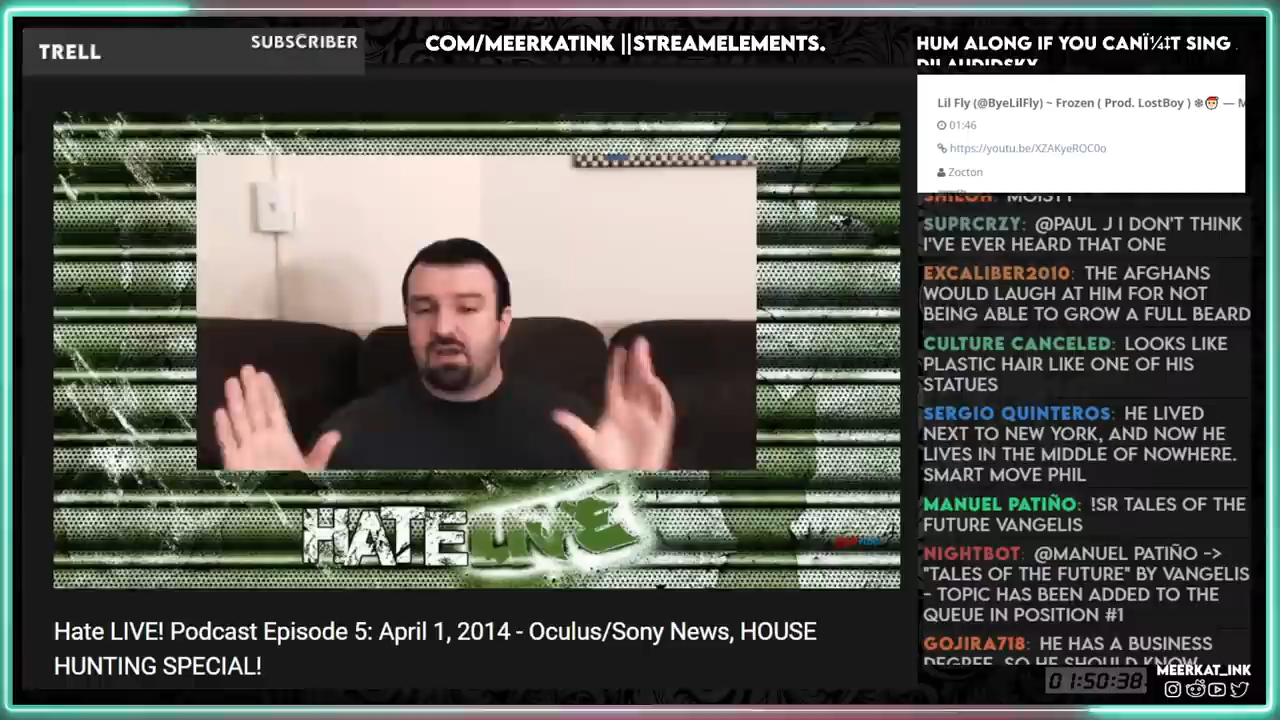 TRELL
SUBSCRIBER
COM/MEERKATINK ||STREAMELEMENTS.
HUM ALONG IF YOU CANÏ¼‡T SING
Lil Fly (@ByeLilFly) ~ Frozen ( Prod. LostBoy ) ❄🎅 — M
01:46
https://youtu.be/XZAKyeRQC0o
Zocton
SHILOH: MOISTY
SUPRCRZY: @PAUL J I DON'T THINK
I'VE EVER HEARD THAT ONE
EXCALIBER2010: THE AFGHANS
WOULD LAUGH AT HIM FOR NOT
BEING ABLE TO GROW A FULL BEARD
CULTURE CANCELED: LOOKS LIKE
PLASTIC HAIR LIKE ONE OF HIS
STATUES
SERGIO QUINTEROS: HE LIVED
NEXT TO NEW YORK, AND NOW HE
LIVES IN THE MIDDLE OF NOWHERE.
SMART MOVE PHIL
MANUEL PATIÑO: !SR TALES OF THE
FUTURE VANGELIS
NIGHTBOT: @MANUEL PATIÑO ->
"TALES OF THE FUTURE" BY VANGELIS
- TOPIC HAS BEEN ADDED TO THE
QUEUE IN POSITION #1
GOJIRA718: HE HAS A BUSINESS
DEGREE, SO HE SHOULD KNOW
HATE LIVE
Hate LIVE! Podcast Episode 5: April 1, 2014 - Oculus/Sony News, HOUSE
HUNTING SPECIAL!
01:50:38
MEERKAT_INK